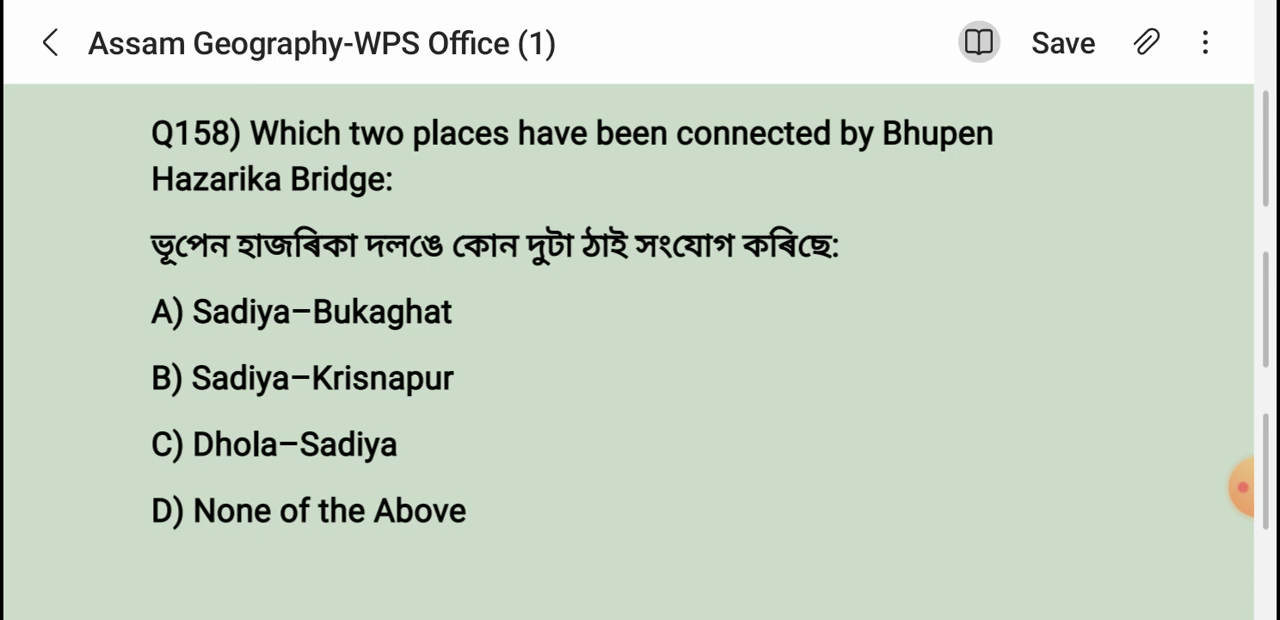 Assam Geography-WPS Office (1)
Save
Q158) Which two places have been connected by Bhupen
Hazarika Bridge:
ভূপেন হাজৰিকা দলঙে কোন দুটা ঠাই সংযোগ কৰিছে:
A) Sadiya–Bukaghat
B) Sadiya–Krisnapur
C) Dhola–Sadiya
D) None of the Above